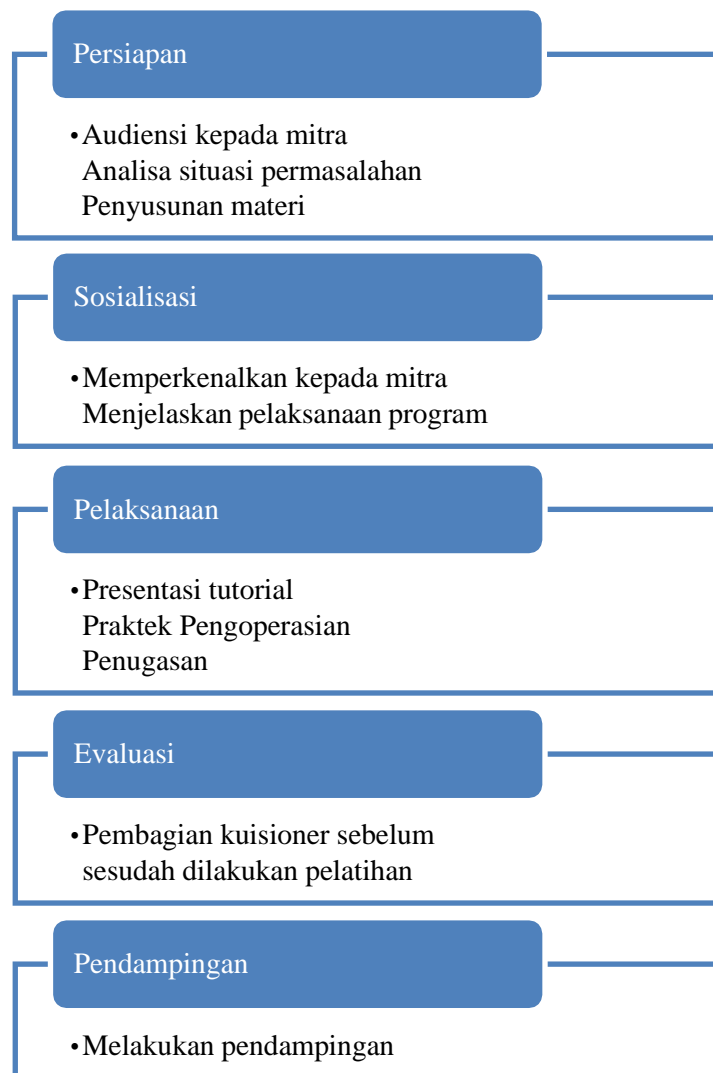 Persiapan
•Audiensi kepada mitra
Analisa situasi permasalahan
Penyusunan materi
Sosialisasi
•Memperkenalkan kepada mitra
Menjelaskan pelaksanaan program
Pelaksanaan
•Presentasi tutorial
Praktek Pengoperasian
Penugasan
Evaluasi
•Pembagian kuisioner sebelum
sesudah dilakukan pelatihan
Pendampingan
•Melakukan pendampingan